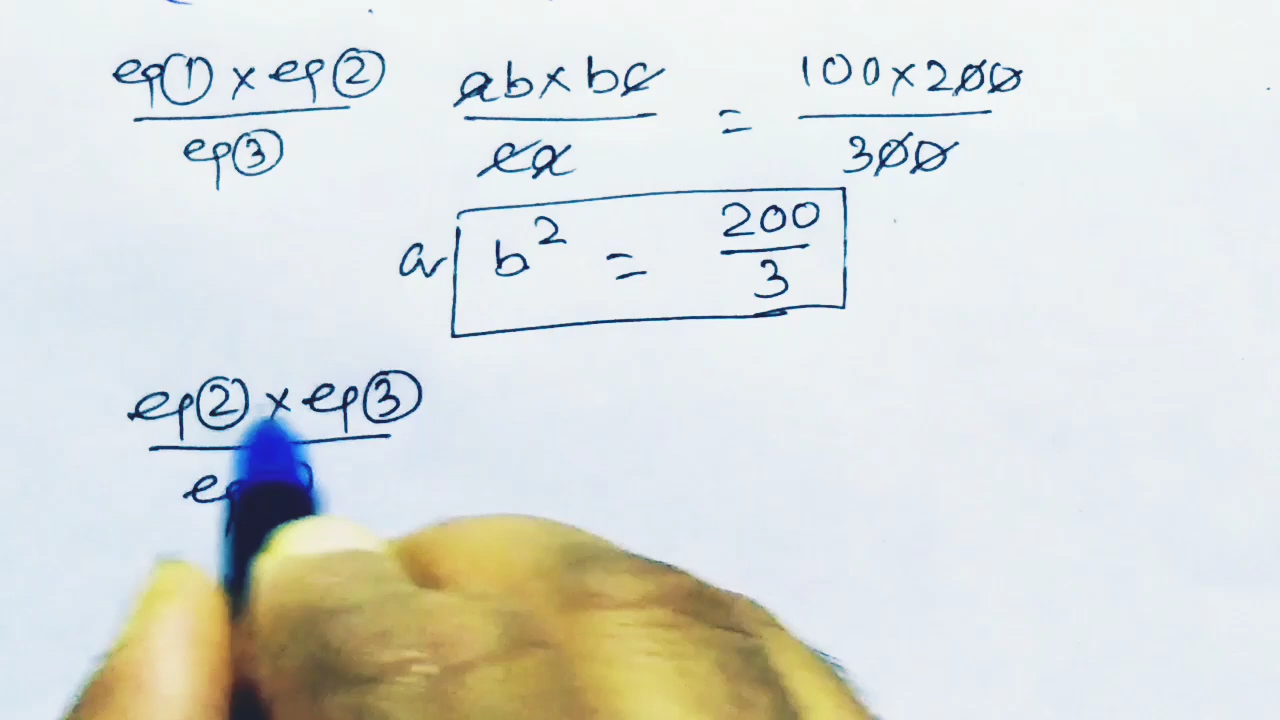 eq① × eq② / eq③   ab × bc / ca = 100 × 200 / 300
or b² = 200/3
eq② × eq③